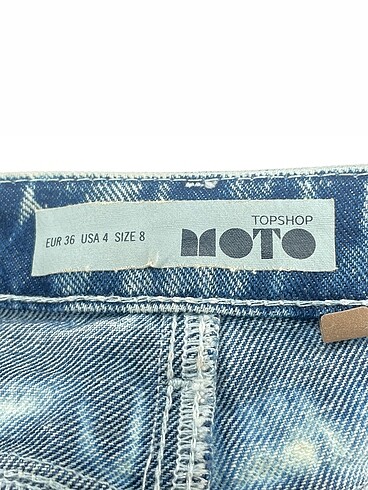 TOPSHOP
EUR 36 USA 4 SIZE 8 MOTO